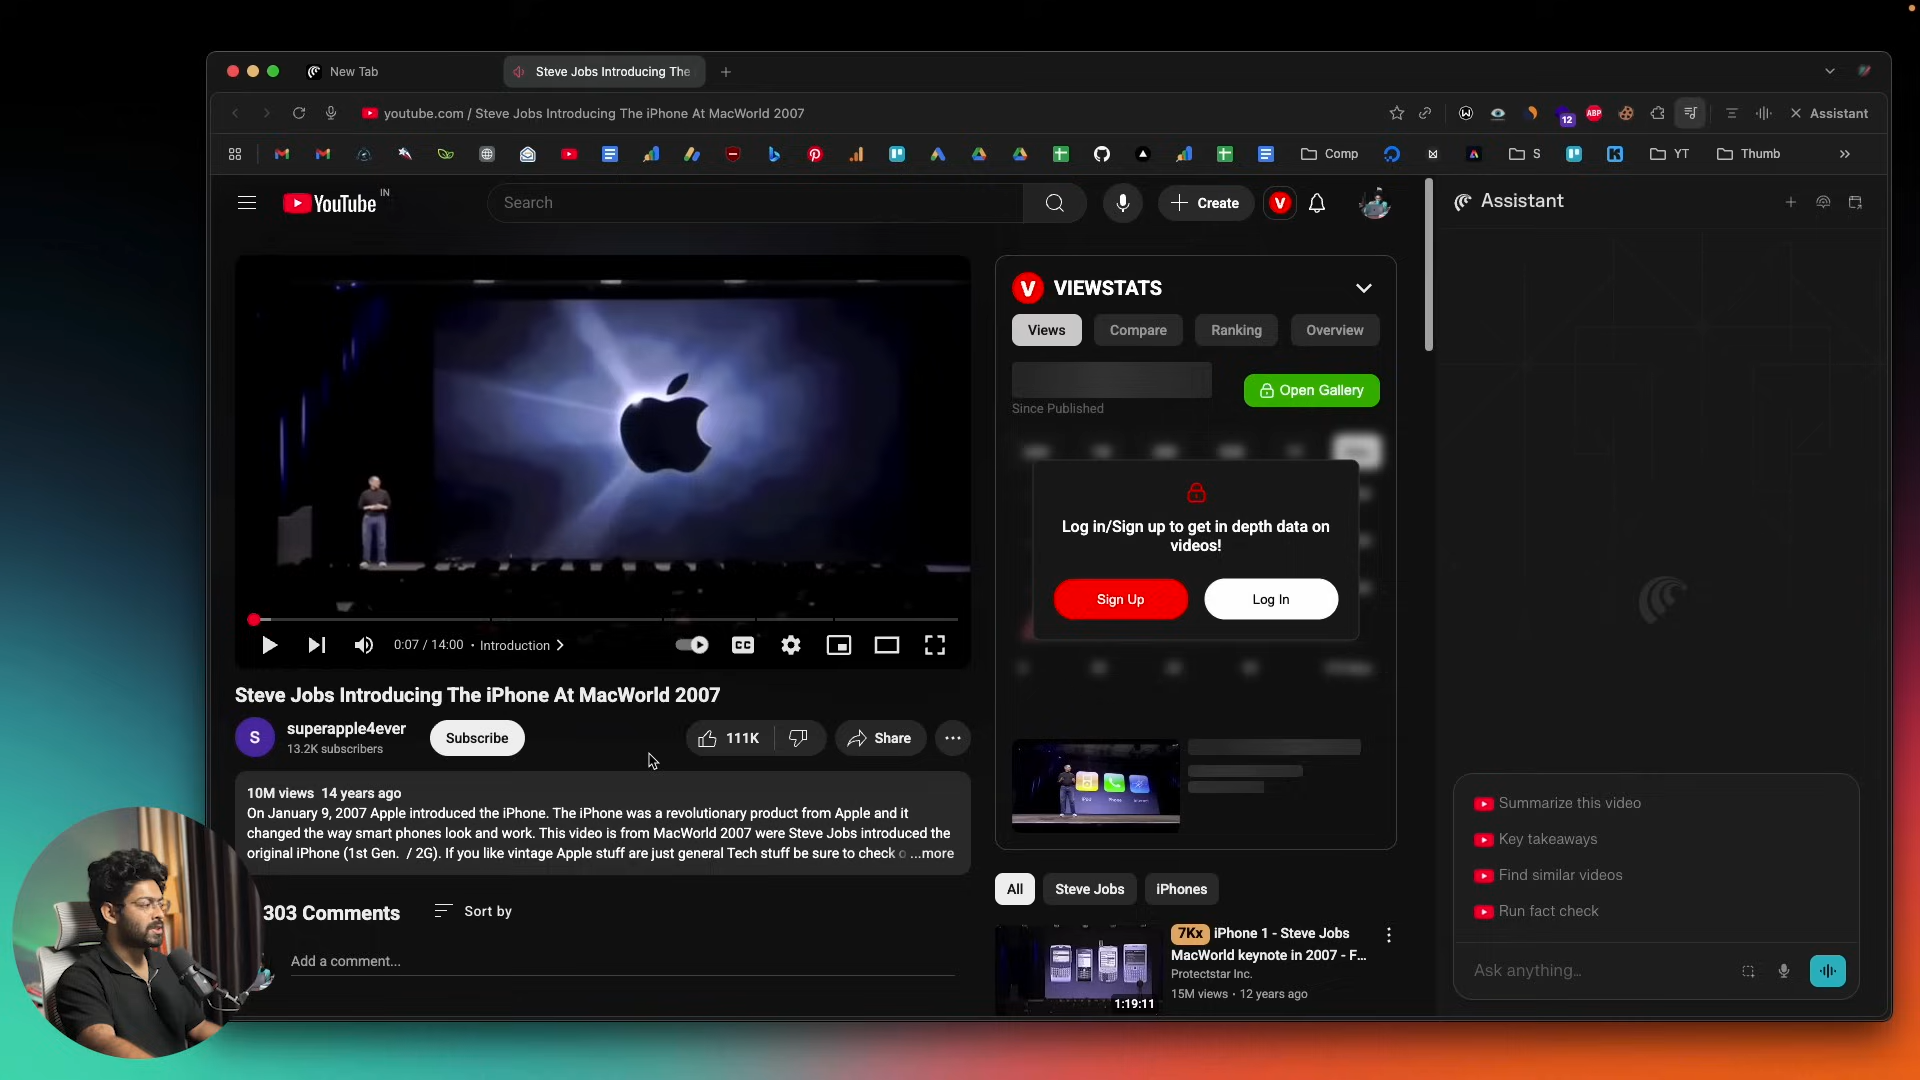 New Tab
Steve Jobs Introducing The
youtube.com / Steve Jobs Introducing The iPhone At MacWorld 2007
12
ABP
Assistant
Comp
S
YT
Thumb
YouTube
IN
Search
Create
V
Assistant
V VIEWSTATS
Views
Compare
Ranking
Overview
Open Gallery
Since Published
Log in/Sign up to get in depth data on
videos!
Sign Up
Log In
0:07 / 14:00 • Introduction
CC
Steve Jobs Introducing The iPhone At MacWorld 2007
S
superapple4ever
13.2K subscribers
Subscribe
111K
Share
10M views 14 years ago
On January 9, 2007 Apple introduced the iPhone. The iPhone was a revolutionary product from Apple and it
changed the way smart phones look and work. This video is from MacWorld 2007 were Steve Jobs introduced the
original iPhone (1st Gen. / 2G). If you like vintage Apple stuff are just general Tech stuff be sure to check o ...more
303 Comments
Sort by
Add a comment...
All
Steve Jobs
iPhones
7Kx iPhone 1 - Steve Jobs
MacWorld keynote in 2007 - F...
Protectstar Inc.
15M views • 12 years ago
1:19:11
Summarize this video
Key takeaways
Find similar videos
Run fact check
Ask anything...